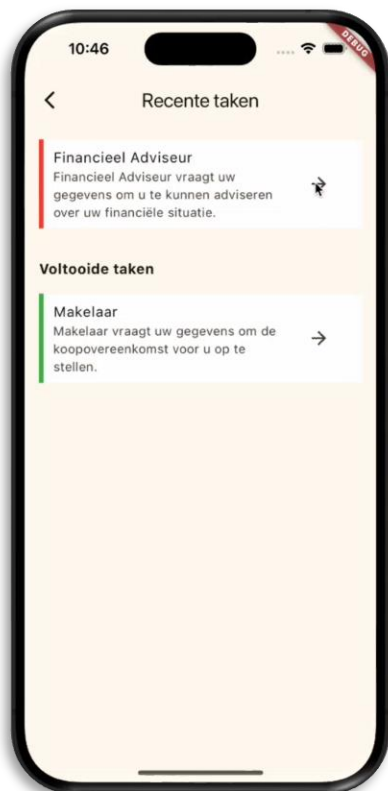 10:46
DEBUG
Recente taken
Financieel Adviseur
Financieel Adviseur vraagt uw
gegevens om u te kunnen adviseren
over uw financiële situatie.
Voltooide taken
Makelaar
Makelaar vraagt uw gegevens om de
koopovereenkomst voor u op te
stellen.